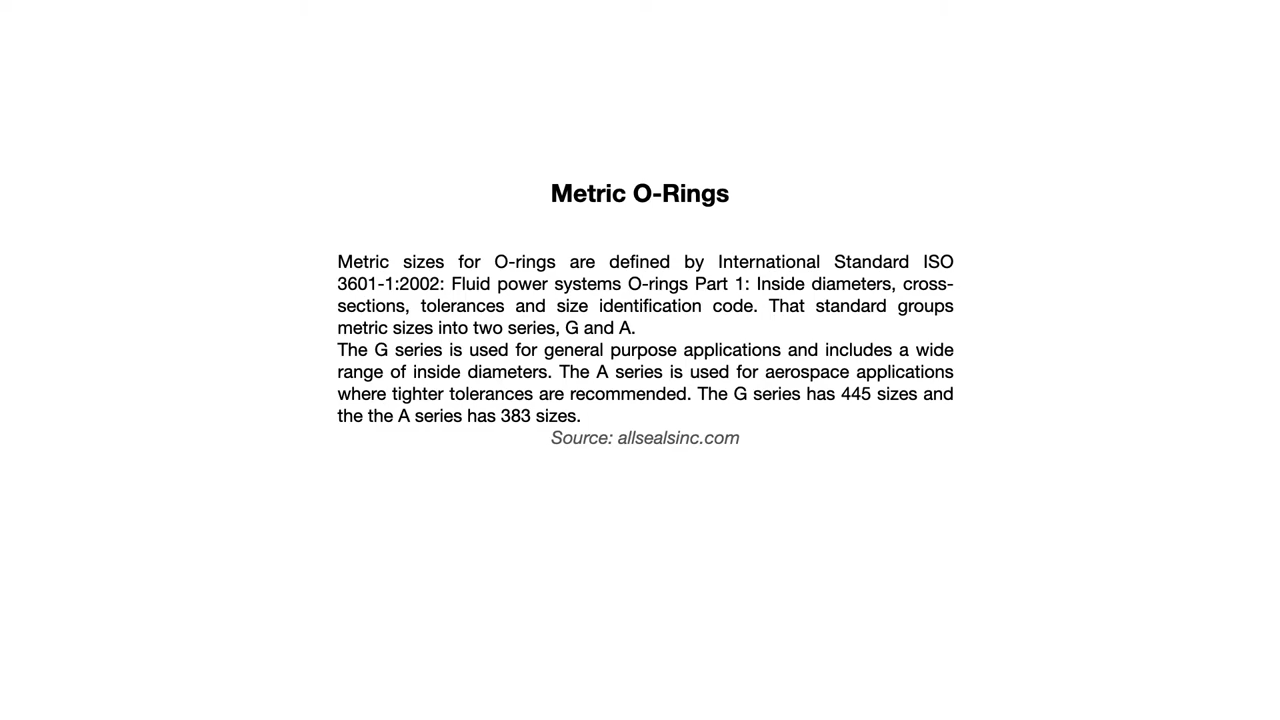 Metric O-Rings
Metric sizes for O-rings are defined by International Standard ISO
3601-1:2002: Fluid power systems O-rings Part 1: Inside diameters, cross-
sections, tolerances and size identification code. That standard groups
metric sizes into two series, G and A.
The G series is used for general purpose applications and includes a wide
range of inside diameters. The A series is used for aerospace applications
where tighter tolerances are recommended. The G series has 445 sizes and
the the A series has 383 sizes.
Source: allsealsinc.com